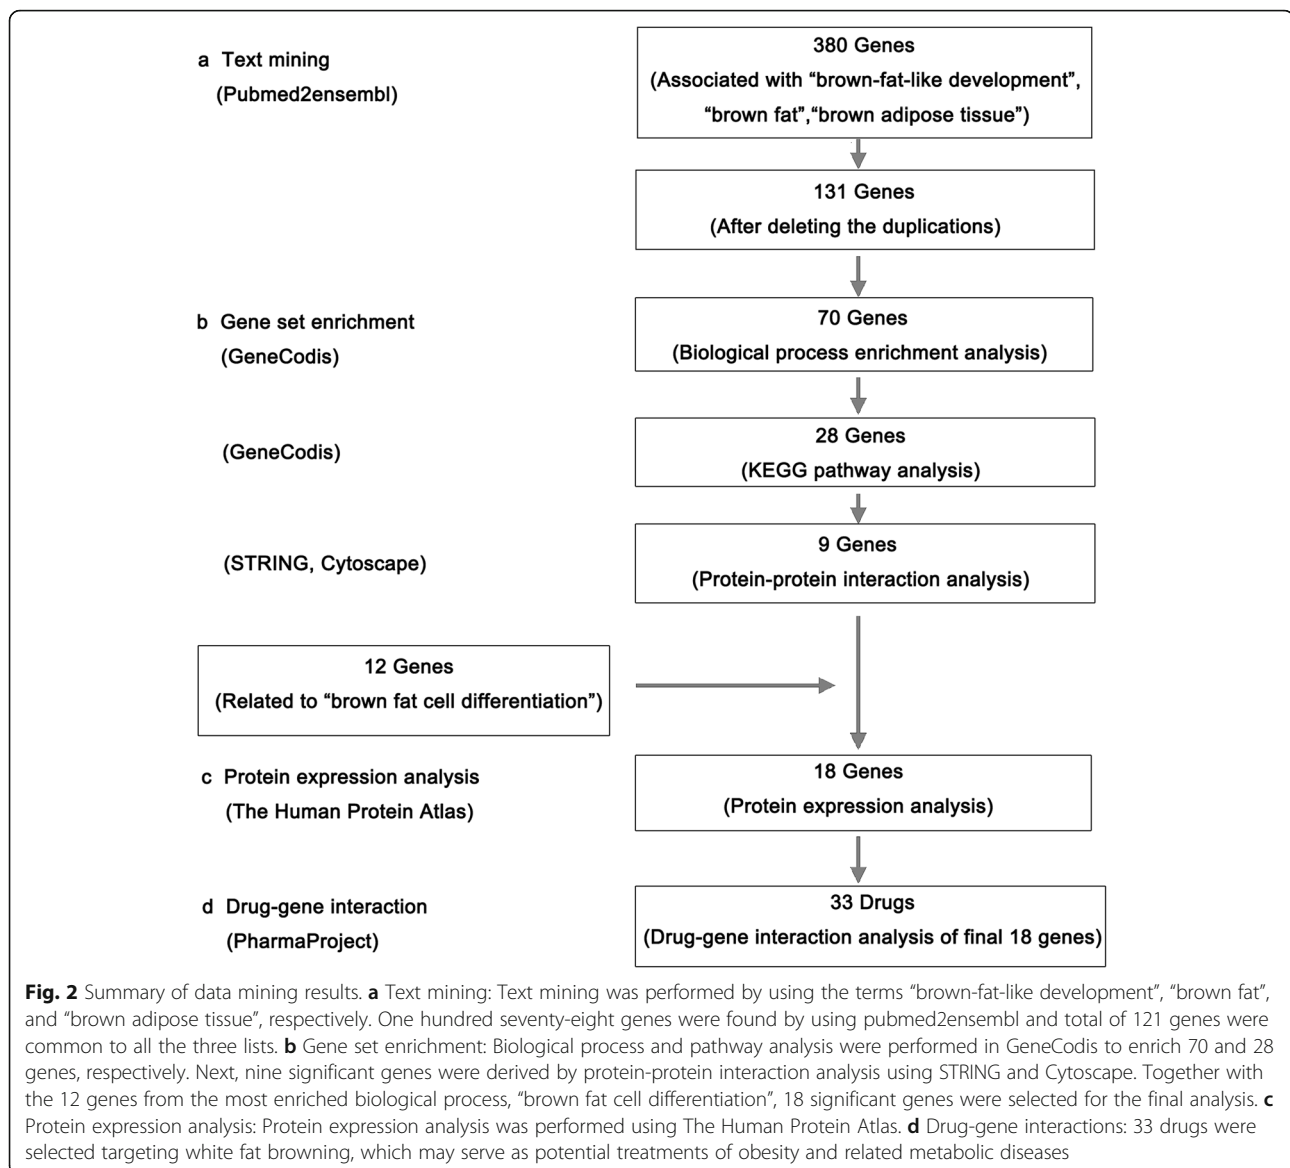 a Text mining
(Pubmed2ensembl)
380 Genes
(Associated with “brown-fat-like development”,
“brown fat”,“brown adipose tissue”)
131 Genes
(After deleting the duplications)
b Gene set enrichment
(GeneCodis)
70 Genes
(Biological process enrichment analysis)
(GeneCodis)
28 Genes
(KEGG pathway analysis)
(STRING, Cytoscape)
9 Genes
(Protein-protein interaction analysis)
12 Genes
(Related to “brown fat cell differentiation”)
c Protein expression analysis
(The Human Protein Atlas)
18 Genes
(Protein expression analysis)
d Drug-gene interaction
(PharmaProject)
33 Drugs
(Drug-gene interaction analysis of final 18 genes)
Fig. 2 Summary of data mining results. a Text mining: Text mining was performed by using the terms “brown-fat-like development”, “brown fat”,
and “brown adipose tissue”, respectively. One hundred seventy-eight genes were found by using pubmed2ensembl and total of 121 genes were
common to all the three lists. b Gene set enrichment: Biological process and pathway analysis were performed in GeneCodis to enrich 70 and 28
genes, respectively. Next, nine significant genes were derived by protein-protein interaction analysis using STRING and Cytoscape. Together with
the 12 genes from the most enriched biological process, “brown fat cell differentiation”, 18 significant genes were selected for the final analysis. c
Protein expression analysis: Protein expression analysis was performed using The Human Protein Atlas. d Drug-gene interactions: 33 drugs were
selected targeting white fat browning, which may serve as potential treatments of obesity and related metabolic diseases